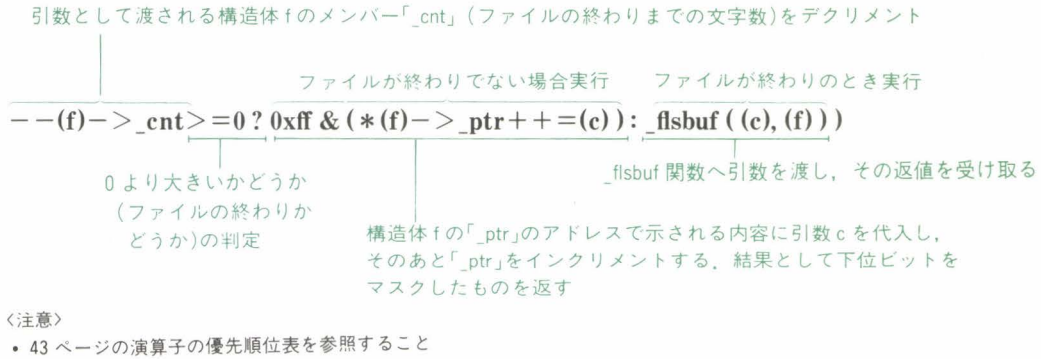 引数として渡される構造体fのメンバー「_cnt」(ファイルの終わりまでの文字数)をデクリメント
ファイルが終わりでない場合実行 ファイルが終わりのとき実行
−−(f)−>_cnt>=0 ? 0xff & (*(f)−>_ptr++=(c)) : _flsbuf ((c), (f)))
0より大きいかどうか
(ファイルの終わりか
どうか)の判定
_flsbuf 関数へ引数を渡し,その返値を受け取る
構造体fの「_ptr」のアドレスで示される内容に引数cを代入し,
そのあと「_ptr」をインクリメントする.結果として下位ビットを
マスクしたものを返す
〈注意〉
• 43 ページの演算子の優先順位表を参照すること